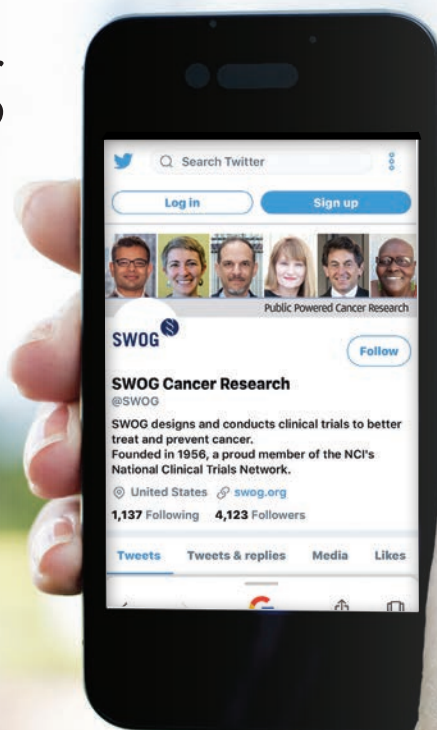 Search Twitter
Log in
Sign up
Public Powered Cancer Research
SWOG
Follow
SWOG Cancer Research
@SWOG
SWOG designs and conducts clinical trials to better
treat and prevent cancer.
Founded in 1956, a proud member of the NCI's
National Clinical Trials Network.
United States swog.org
1,137 Following 4,123 Followers
Tweets Tweets & replies Media Likes